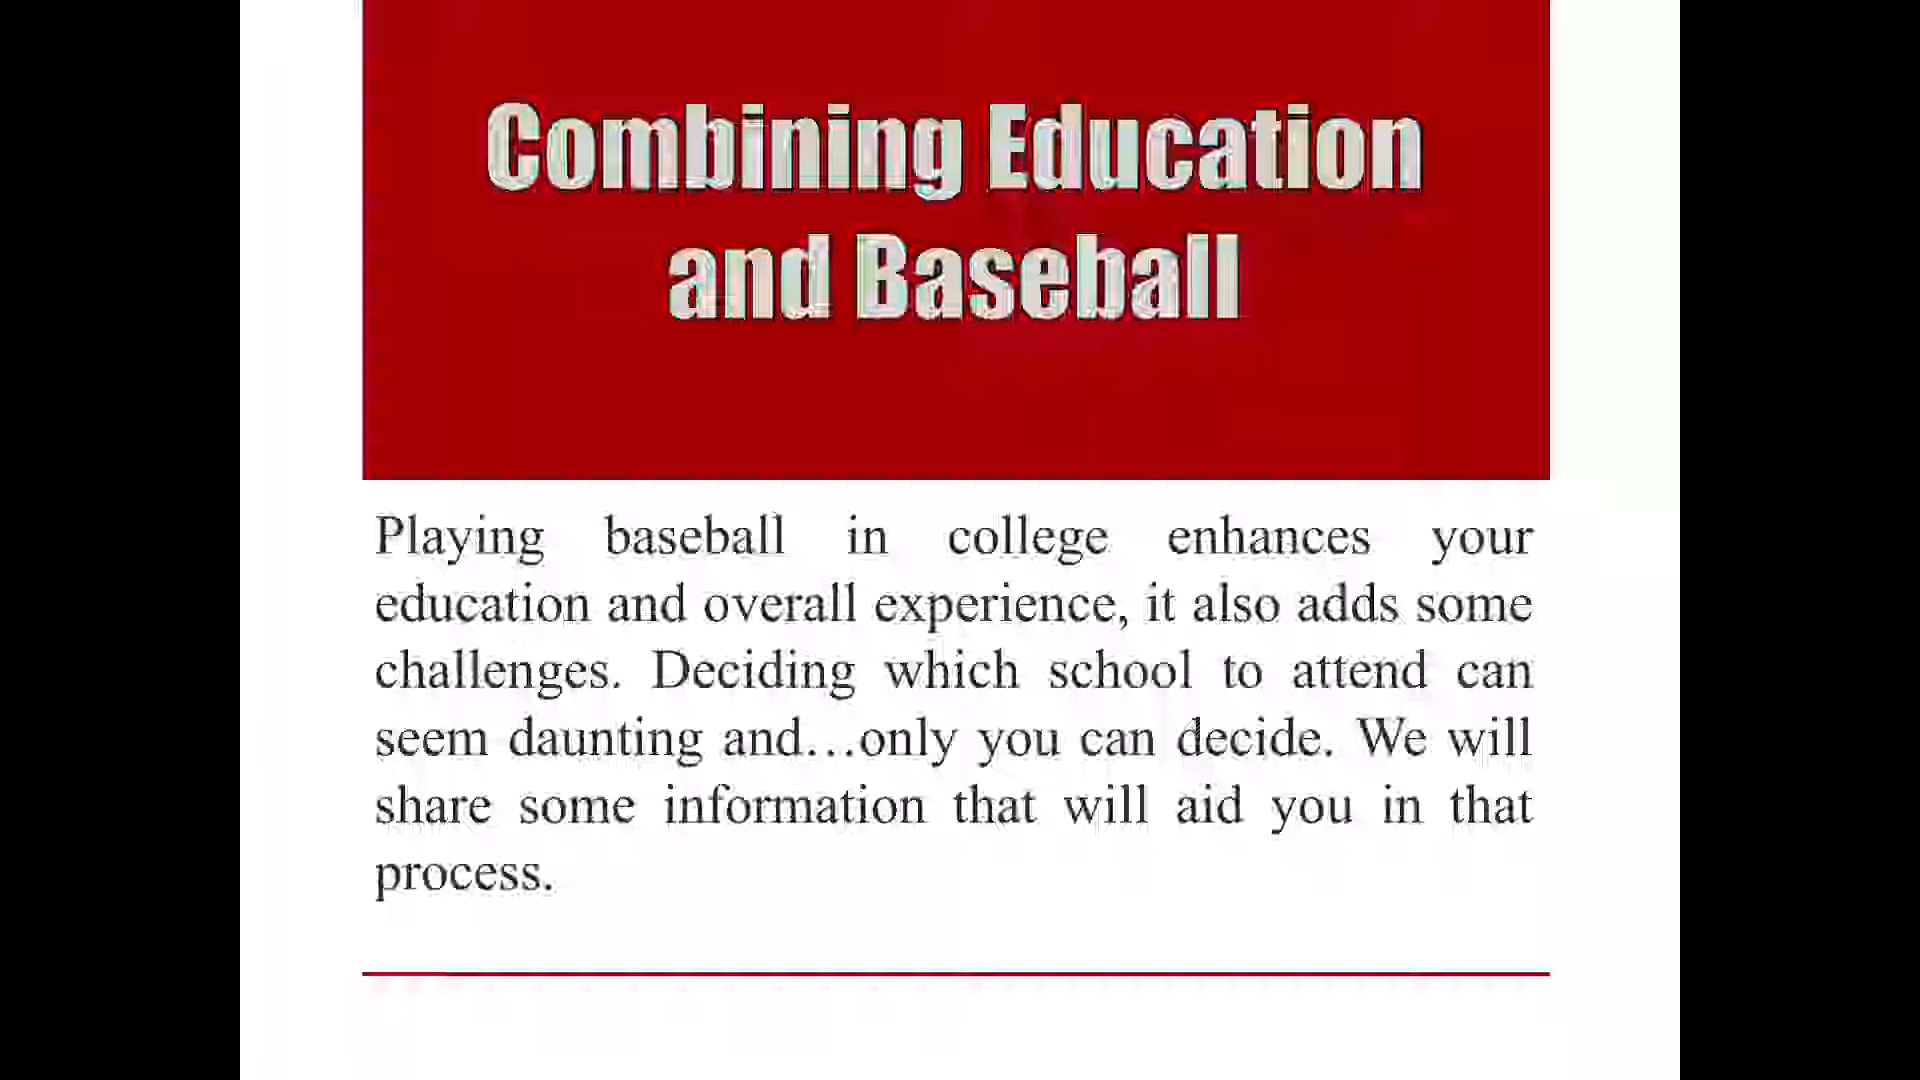 Combining Education
and Baseball
Playing baseball in college enhances your
education and overall experience, it also adds some
challenges. Deciding which school to attend can
seem daunting and…only you can decide. We will
share some information that will aid you in that
process.